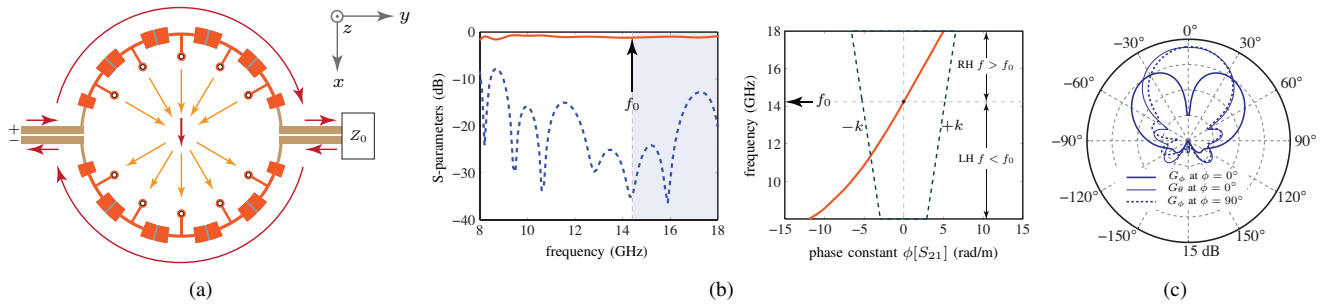 z
y
x
+
−
Z₀
(a)
S-parameters (dB)
0
−10
−20
−30
−40
f₀
8
10
12
14
16
18
frequency (GHz)
frequency (GHz)
18
16
14
12
10
8
f₀
RH f > f₀
−k
+k
LH f < f₀
−15
−10
−5
0
5
10
15
phase constant ϕ[S₂₁] (rad/m)
(b)
0°
−30°
30°
−60°
60°
−90°
90°
Gϕ at ϕ = 0°
Gθ at ϕ = 0°
Gϕ at ϕ = 90°
−120°
120°
−150°
150°
15 dB
(c)